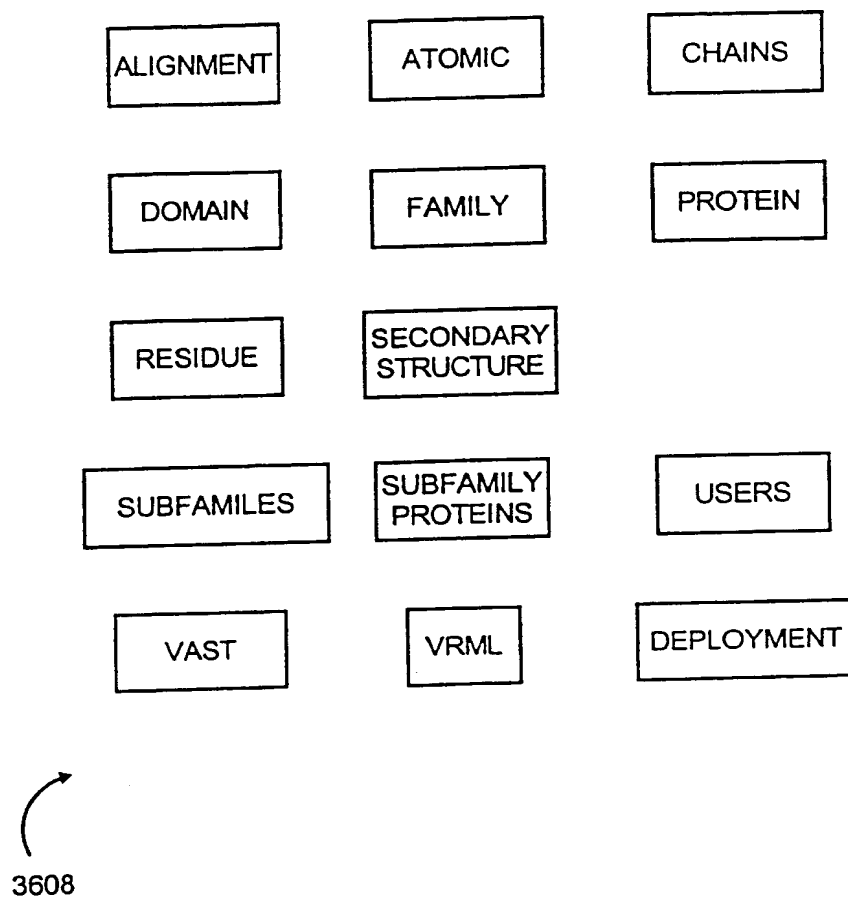 ALIGNMENT
ATOMIC
CHAINS
DOMAIN
FAMILY
PROTEIN
RESIDUE
SECONDARY
STRUCTURE
SUBFAMILES
SUBFAMILY
PROTEINS
USERS
VAST
VRML
DEPLOYMENT
3608